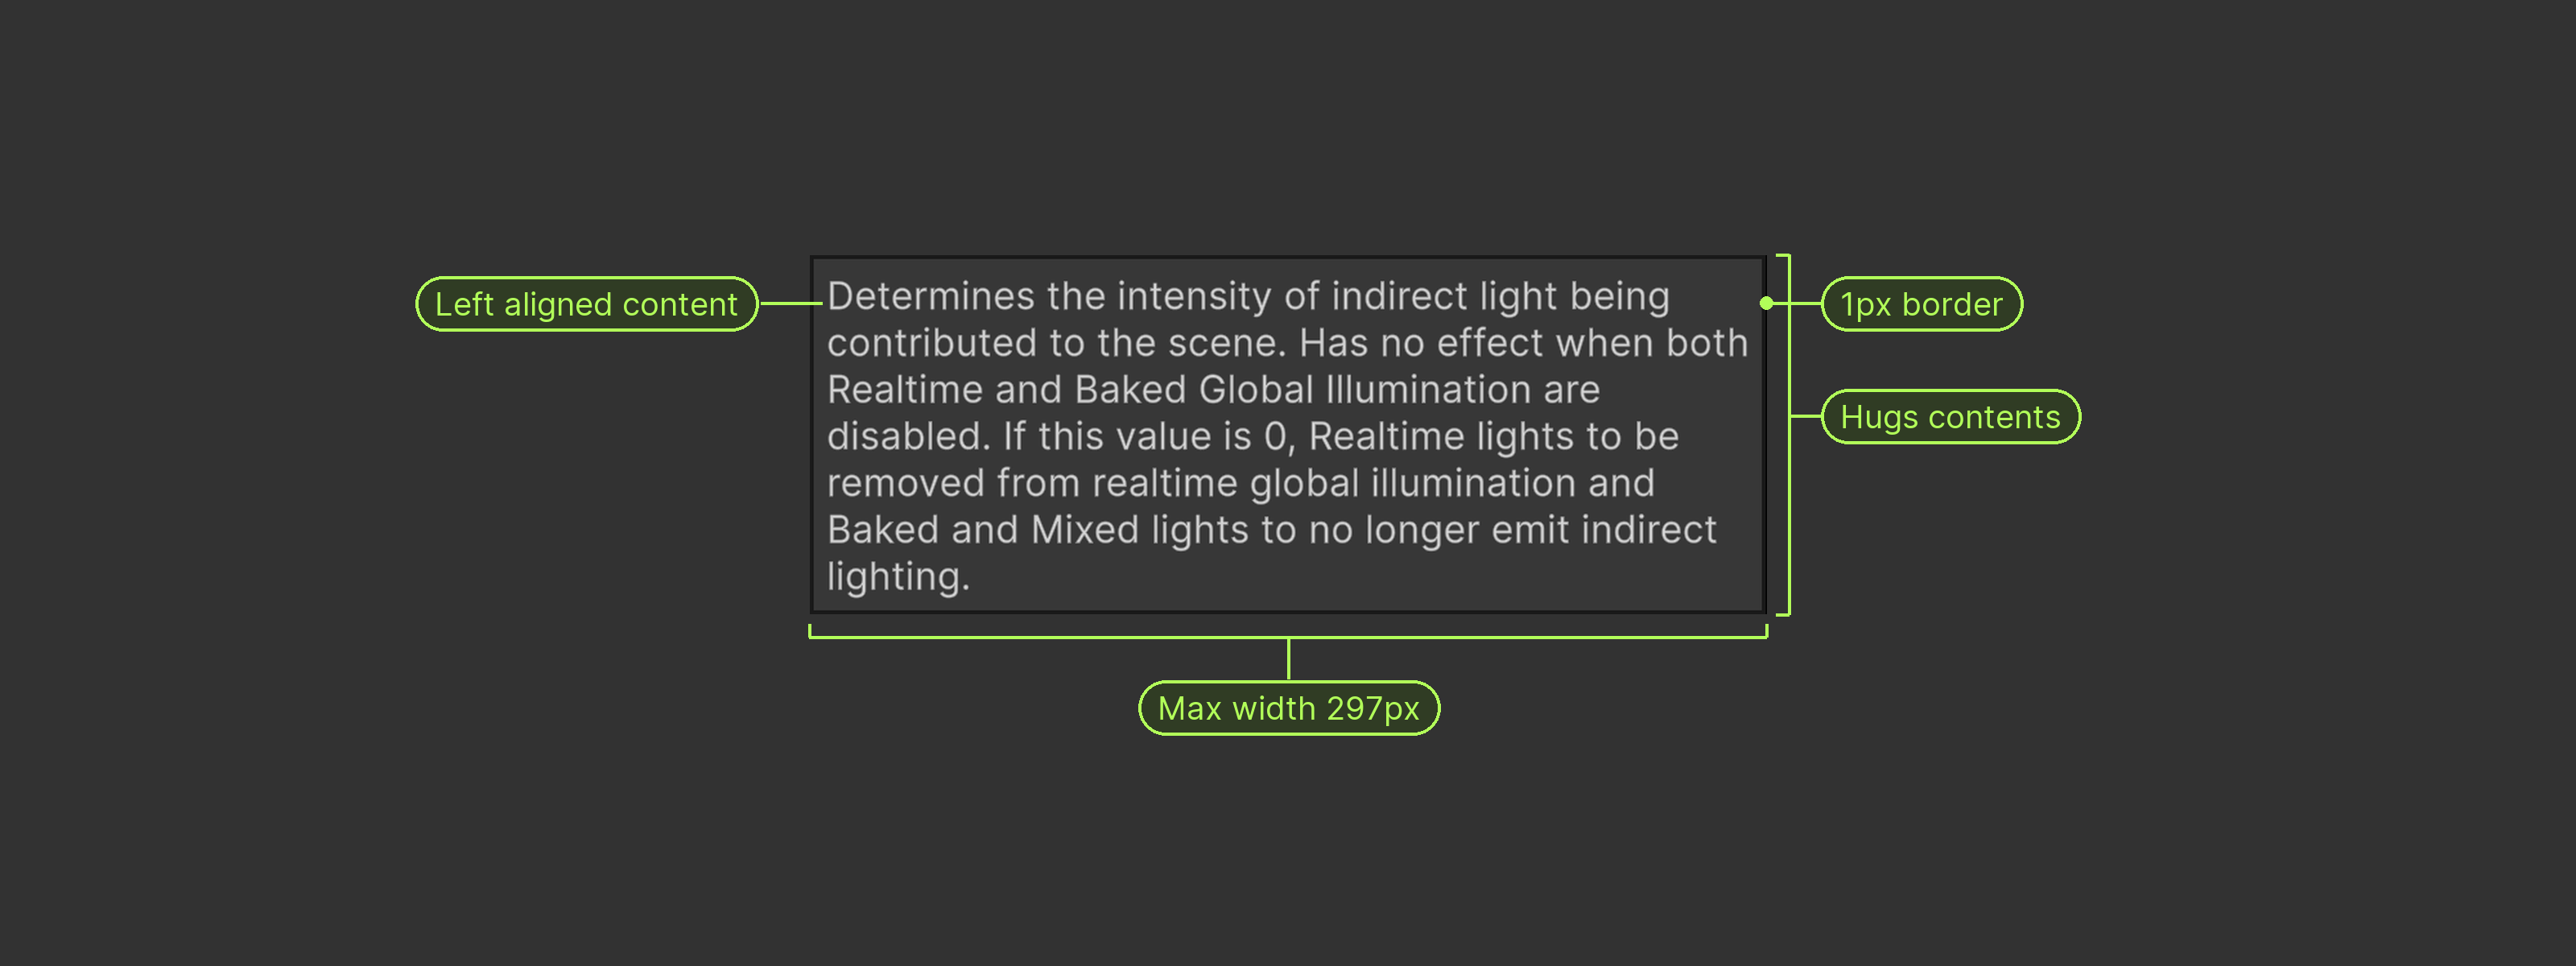 Left aligned content
Determines the intensity of indirect light being
contributed to the scene. Has no effect when both
Realtime and Baked Global Illumination are
disabled. If this value is 0, Realtime lights to be
removed from realtime global illumination and
Baked and Mixed lights to no longer emit indirect
lighting.
1px border
Hugs contents
Max width 297px